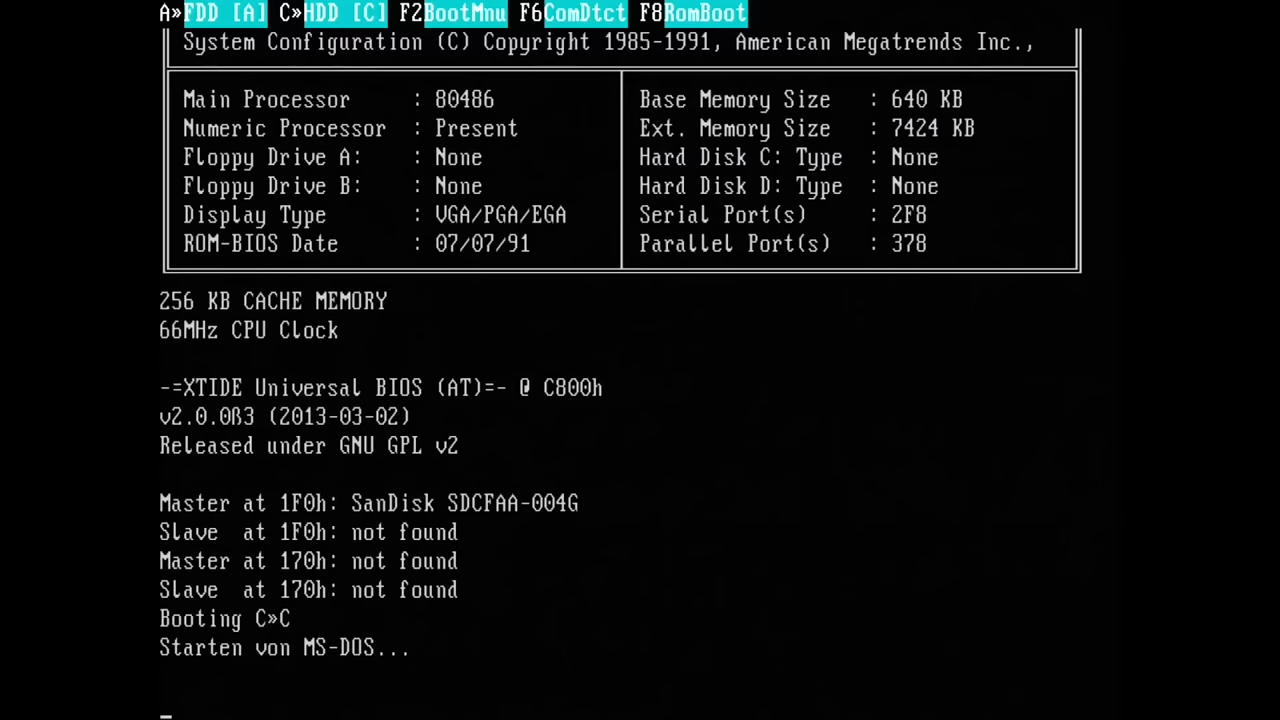 A»FDD [A] C»HDD [C] F2BootMnu F6ComDtct F8RomBoot
System Configuration (C) Copyright 1985-1991, American Megatrends Inc.,
Main Processor : 80486 Base Memory Size : 640 KB
Numeric Processor : Present Ext. Memory Size : 7424 KB
Floppy Drive A: : None Hard Disk C: Type : None
Floppy Drive B: : None Hard Disk D: Type : None
Display Type : VGA/PGA/EGA Serial Port(s) : 2F8
ROM-BIOS Date : 07/07/91 Parallel Port(s) : 378
256 KB CACHE MEMORY
66MHz CPU Clock
-=XTIDE Universal BIOS (AT)=- @ C800h
v2.0.0ß3 (2013-03-02)
Released under GNU GPL v2
Master at 1F0h: SanDisk SDCFAA-004G
Slave at 1F0h: not found
Master at 170h: not found
Slave at 170h: not found
Booting C»C
Starten von MS-DOS...
_